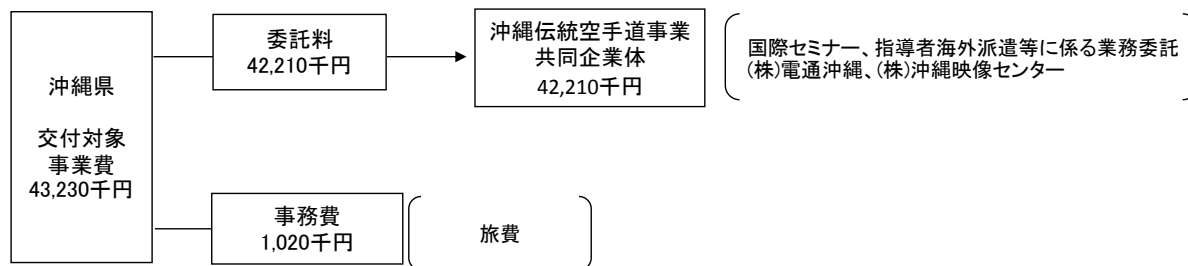 沖縄県
交付対象
事業費
43,230千円
委託料
42,210千円
沖縄伝統空手道事業
共同企業体
42,210千円
国際セミナー、指導者海外派遣等に係る業務委託
(株)電通沖縄、(株)沖縄映像センター
事務費
1,020千円
旅費